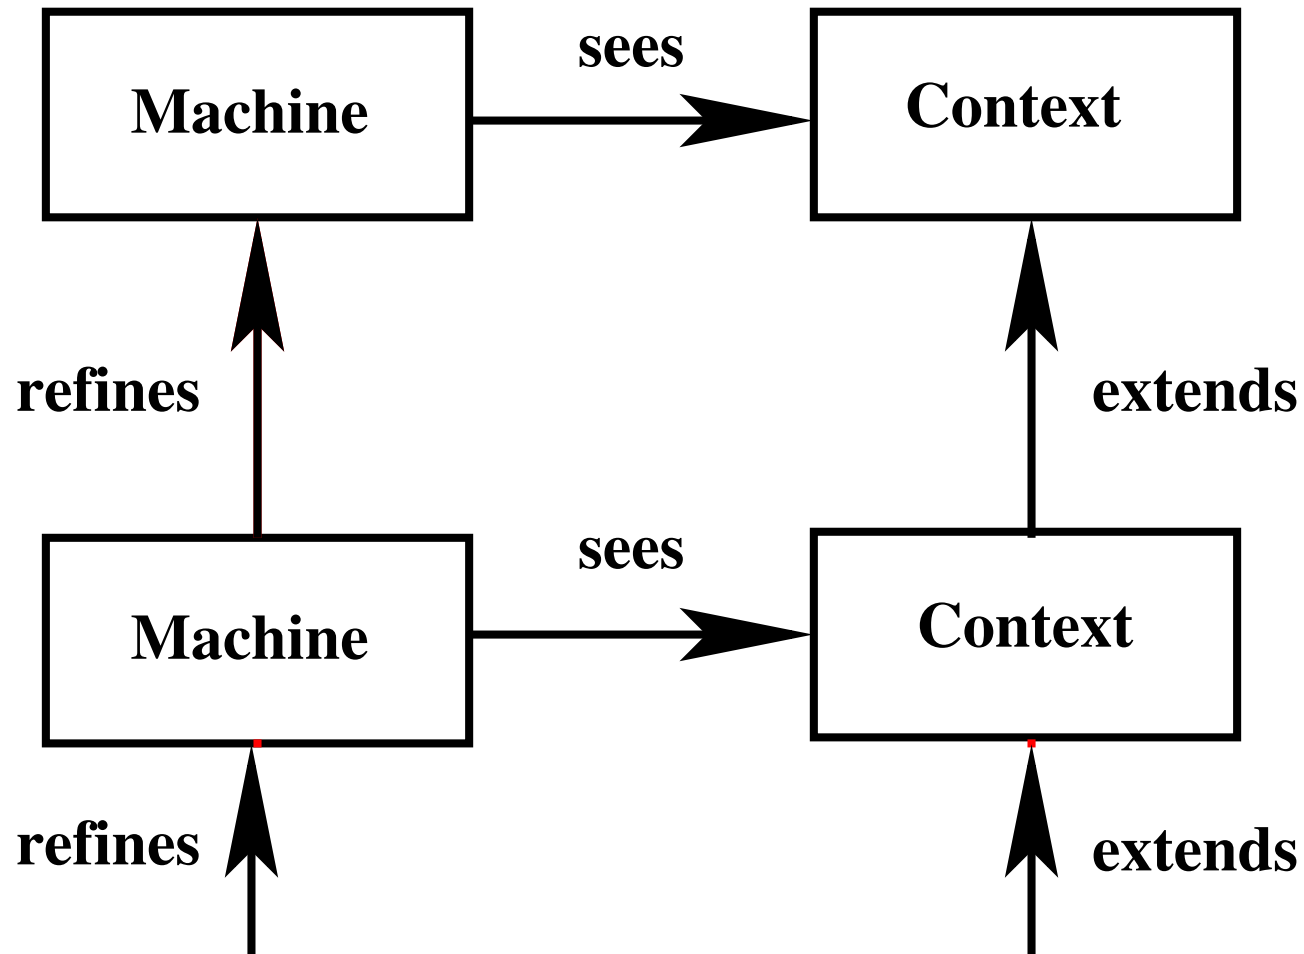 sees
Machine
Context
refines
extends
sees
Machine
Context
refines
extends